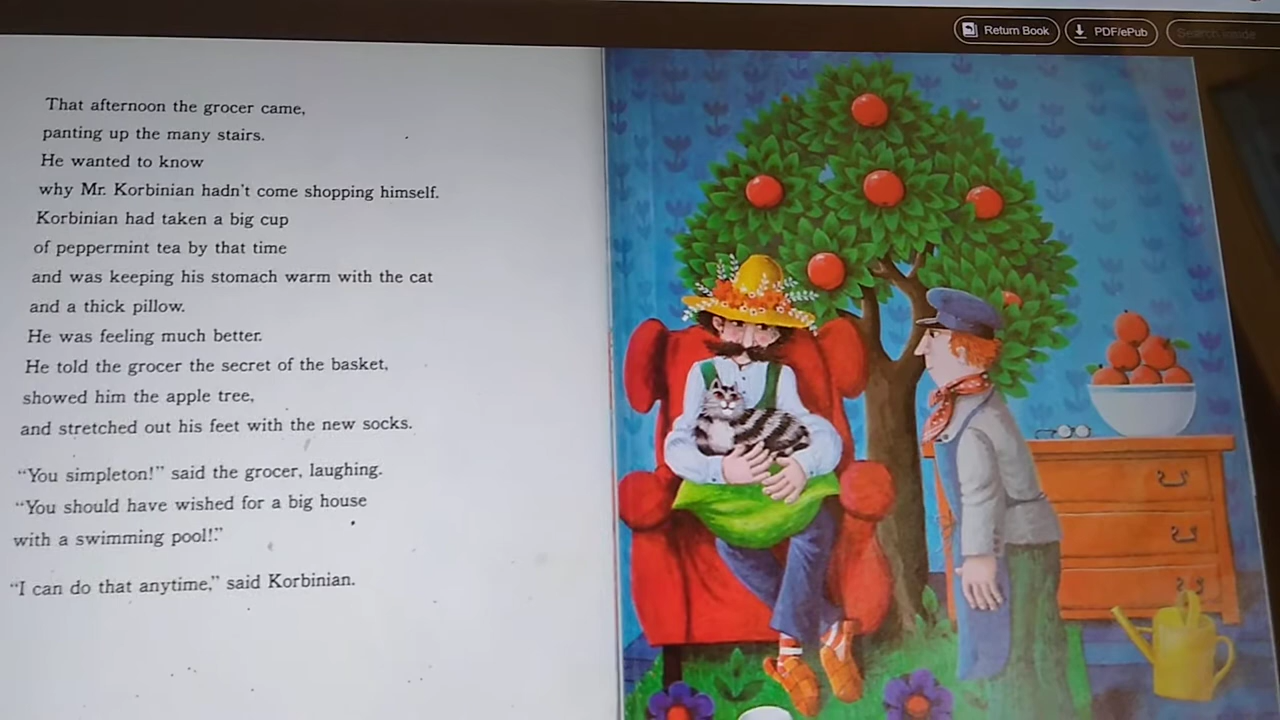 Return Book
PDF/ePub
Search inside
That afternoon the grocer came,
panting up the many stairs.
He wanted to know
why Mr. Korbinian hadn't come shopping himself.
Korbinian had taken a big cup
of peppermint tea by that time
and was keeping his stomach warm with the cat
and a thick pillow.
He was feeling much better.
He told the grocer the secret of the basket,
showed him the apple tree,
and stretched out his feet with the new socks.
“You simpleton!” said the grocer, laughing.
“You should have wished for a big house
with a swimming pool!”
“I can do that anytime,” said Korbinian.